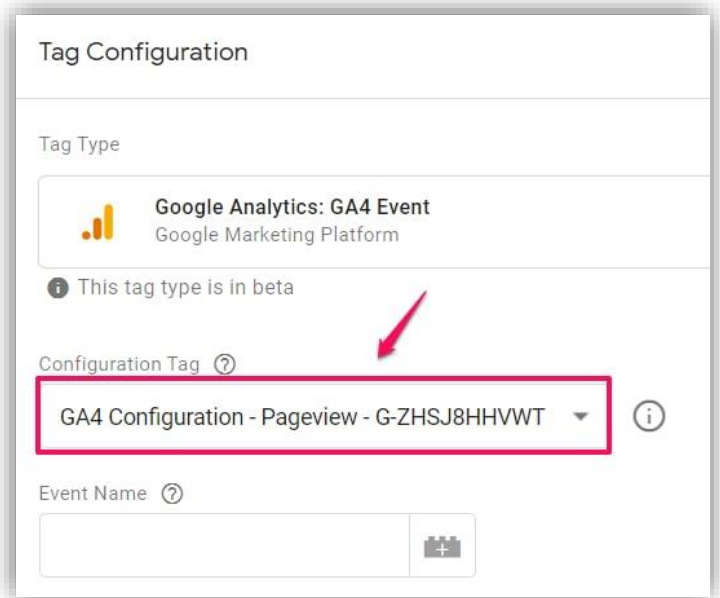 Tag Configuration
Tag Type
Google Analytics: GA4 Event
Google Marketing Platform
This tag type is in beta
Configuration Tag
GA4 Configuration - Pageview - G-ZHSJ8HHVWT
Event Name